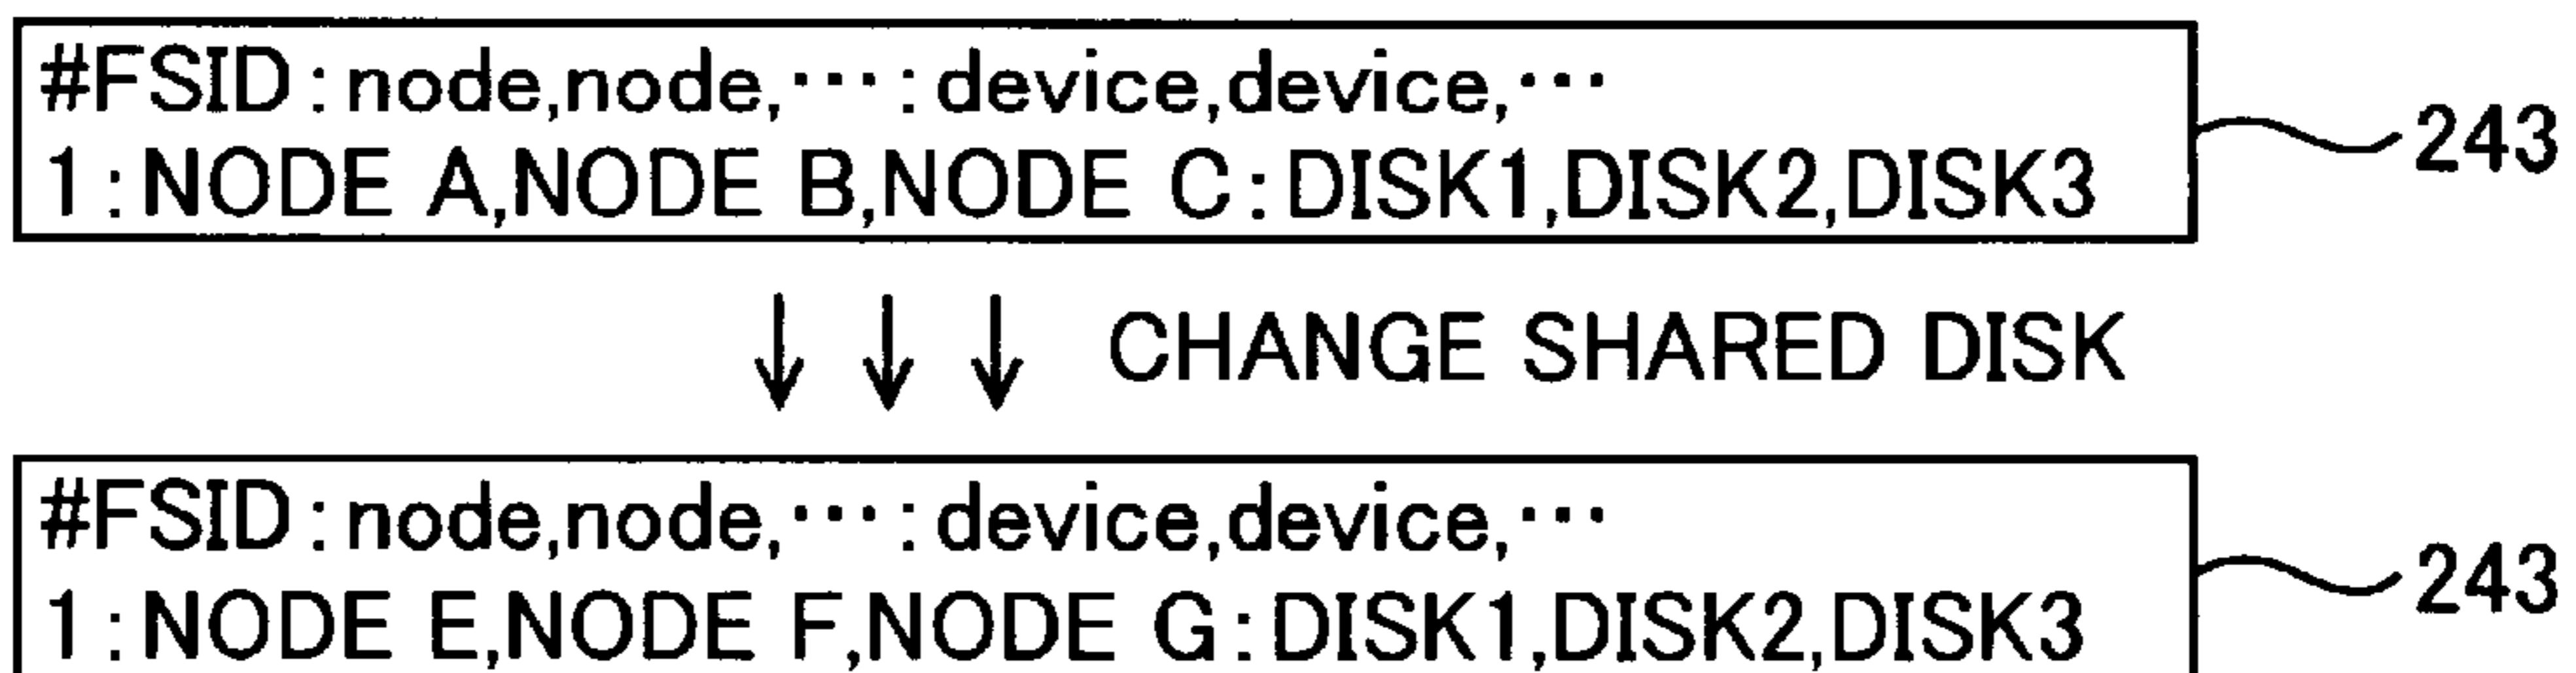 #FSID:node,node,···:device,device,···
1:NODE A,NODE B,NODE C:DISK1,DISK2,DISK3
243
CHANGE SHARED DISK
#FSID:node,node,···:device,device,···
1:NODE E,NODE F,NODE G:DISK1,DISK2,DISK3
243